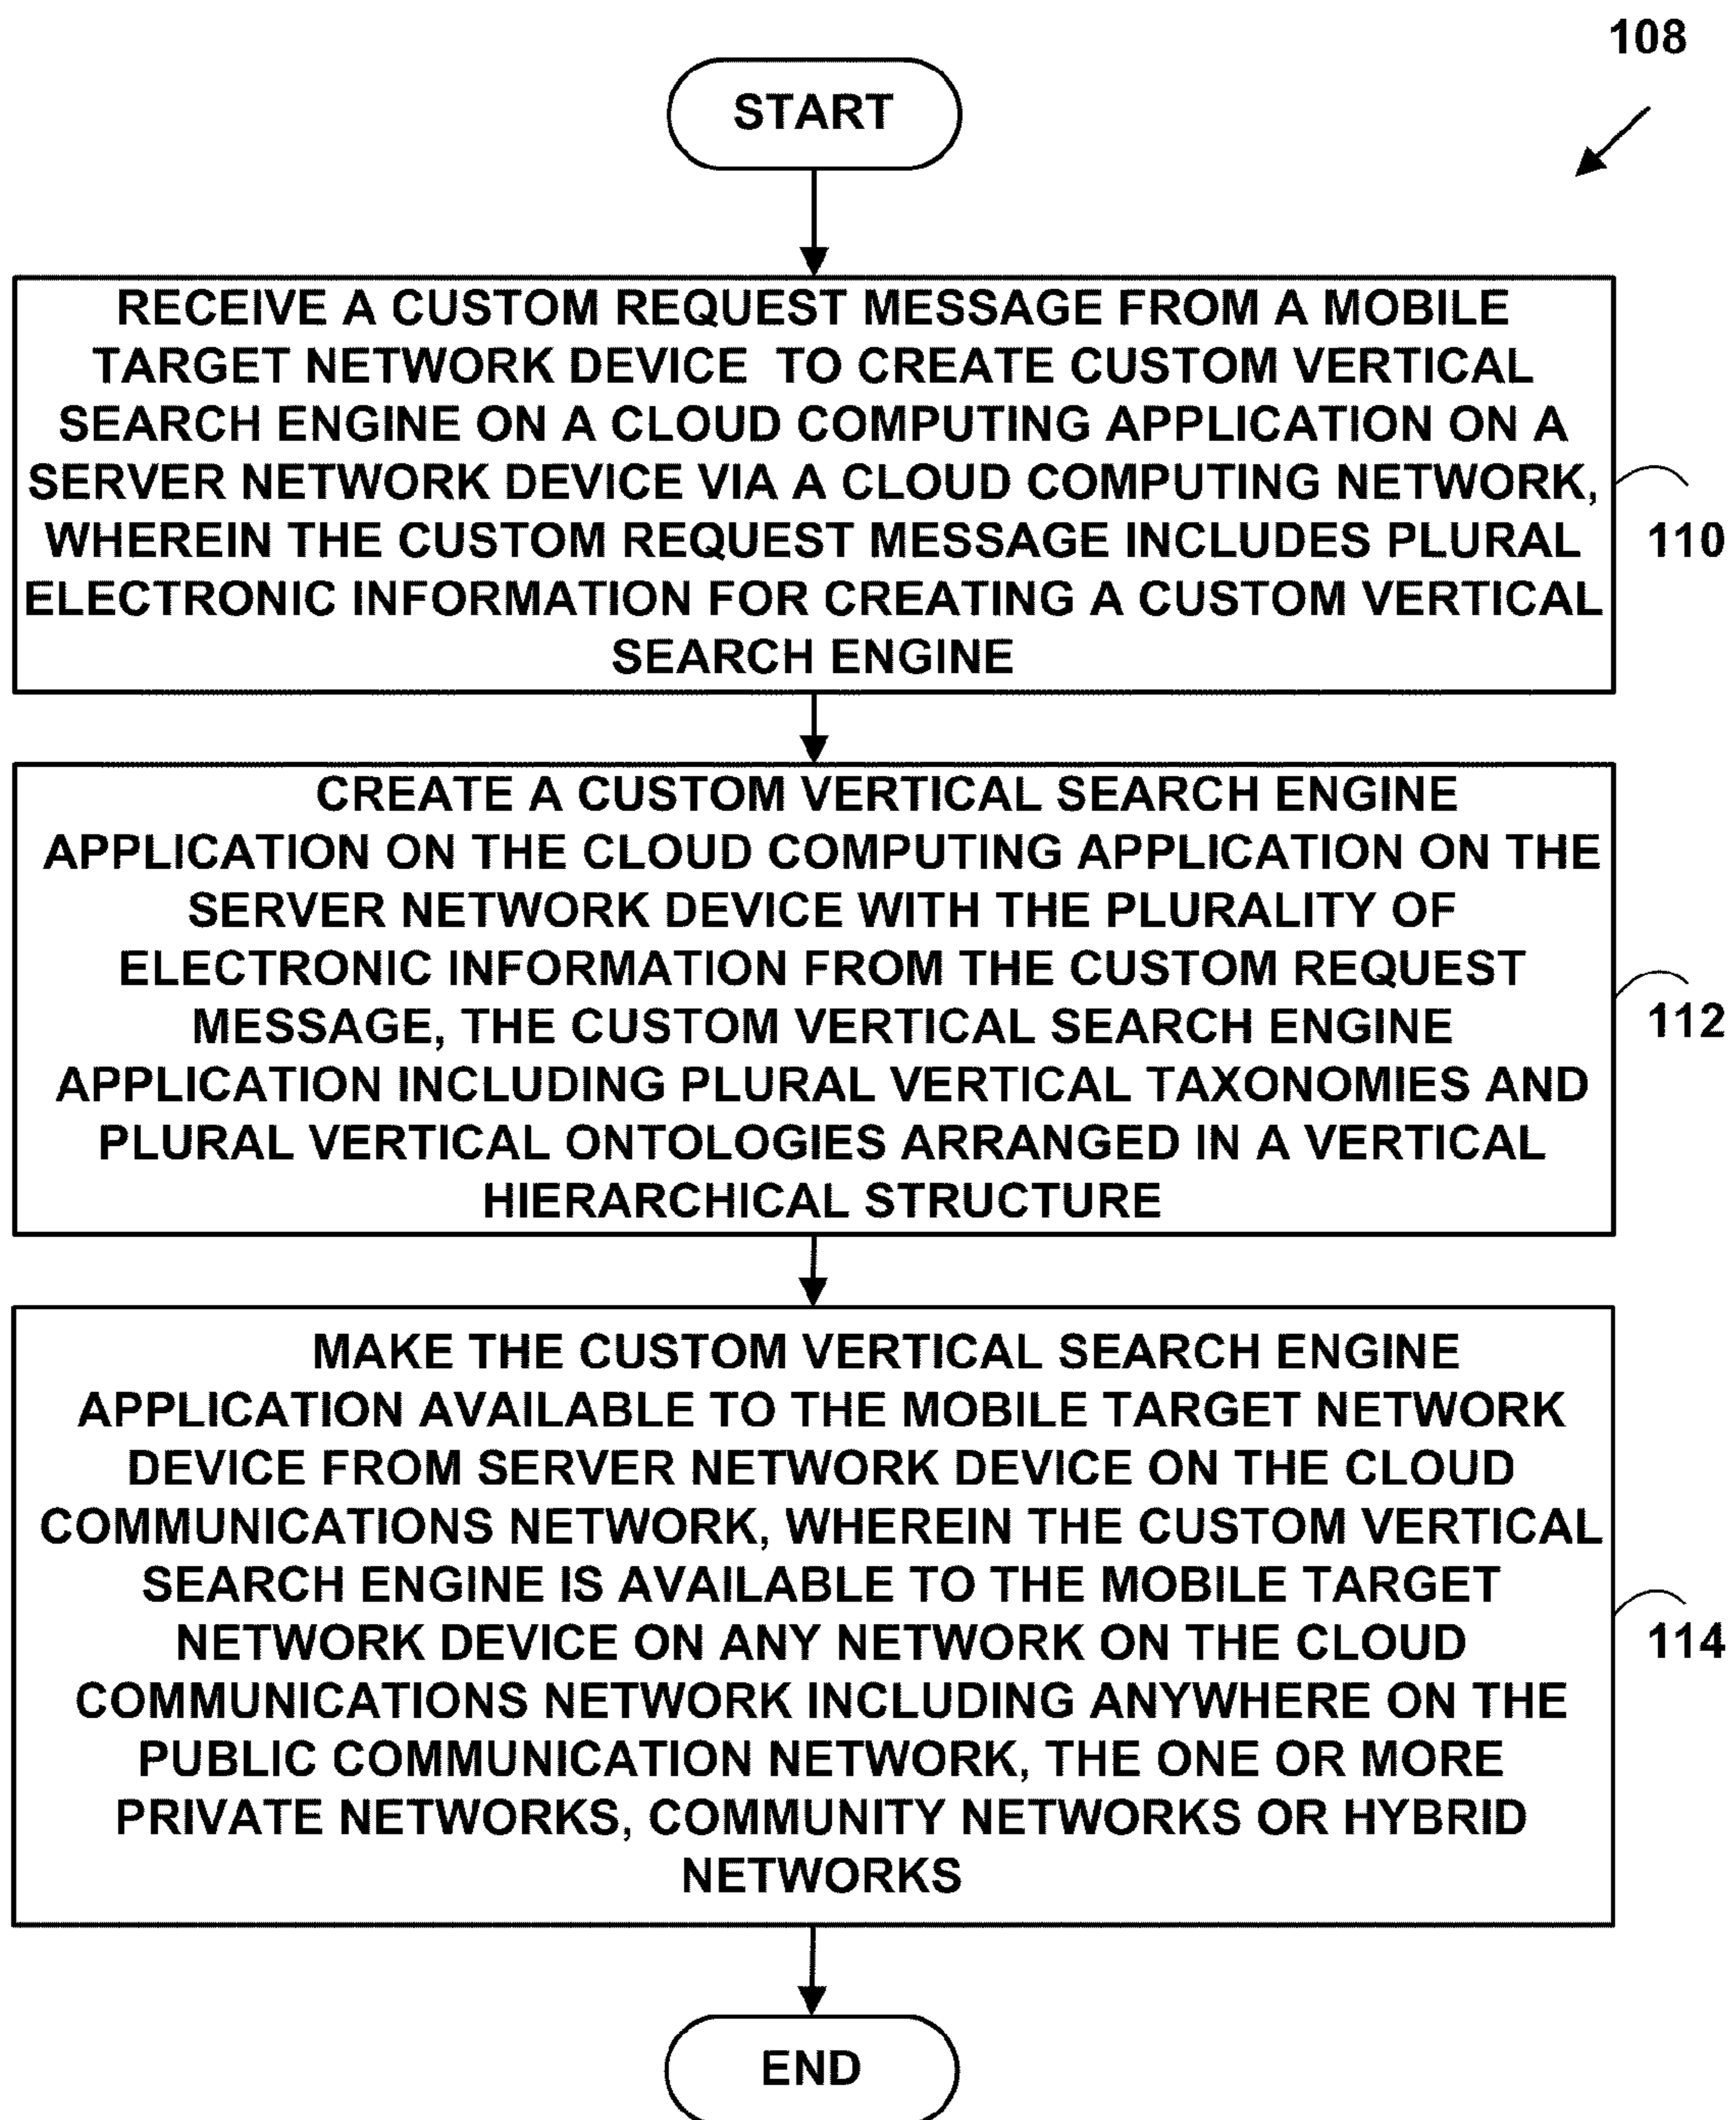 108
START
RECEIVE A CUSTOM REQUEST MESSAGE FROM A MOBILE
TARGET NETWORK DEVICE TO CREATE CUSTOM VERTICAL
SEARCH ENGINE ON A CLOUD COMPUTING APPLICATION ON A
SERVER NETWORK DEVICE VIA A CLOUD COMPUTING NETWORK,
WHEREIN THE CUSTOM REQUEST MESSAGE INCLUDES PLURAL
ELECTRONIC INFORMATION FOR CREATING A CUSTOM VERTICAL
SEARCH ENGINE
110
CREATE A CUSTOM VERTICAL SEARCH ENGINE
APPLICATION ON THE CLOUD COMPUTING APPLICATION ON THE
SERVER NETWORK DEVICE WITH THE PLURALITY OF
ELECTRONIC INFORMATION FROM THE CUSTOM REQUEST
MESSAGE, THE CUSTOM VERTICAL SEARCH ENGINE
APPLICATION INCLUDING PLURAL VERTICAL TAXONOMIES AND
PLURAL VERTICAL ONTOLOGIES ARRANGED IN A VERTICAL
HIERARCHICAL STRUCTURE
112
MAKE THE CUSTOM VERTICAL SEARCH ENGINE
APPLICATION AVAILABLE TO THE MOBILE TARGET NETWORK
DEVICE FROM SERVER NETWORK DEVICE ON THE CLOUD
COMMUNICATIONS NETWORK, WHEREIN THE CUSTOM VERTICAL
SEARCH ENGINE IS AVAILABLE TO THE MOBILE TARGET
NETWORK DEVICE ON ANY NETWORK ON THE CLOUD
COMMUNICATIONS NETWORK INCLUDING ANYWHERE ON THE
PUBLIC COMMUNICATION NETWORK, THE ONE OR MORE
PRIVATE NETWORKS, COMMUNITY NETWORKS OR HYBRID
NETWORKS
114
END